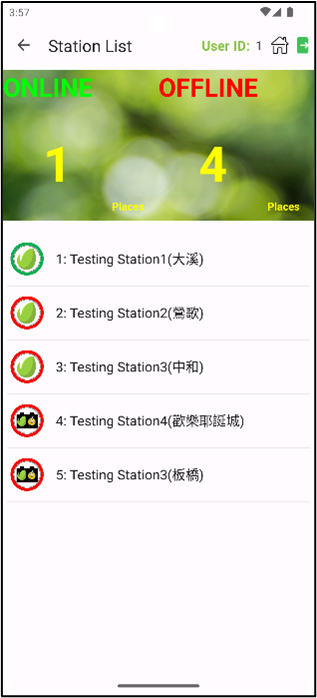 3:57
Station List
User ID: 1
ONLINE
OFFLINE
1
4
Places
Places
1: Testing Station1(大溪)
2: Testing Station2(鶯歌)
3: Testing Station3(中和)
4: Testing Station4(歡樂耶誕城)
5: Testing Station3(板橋)